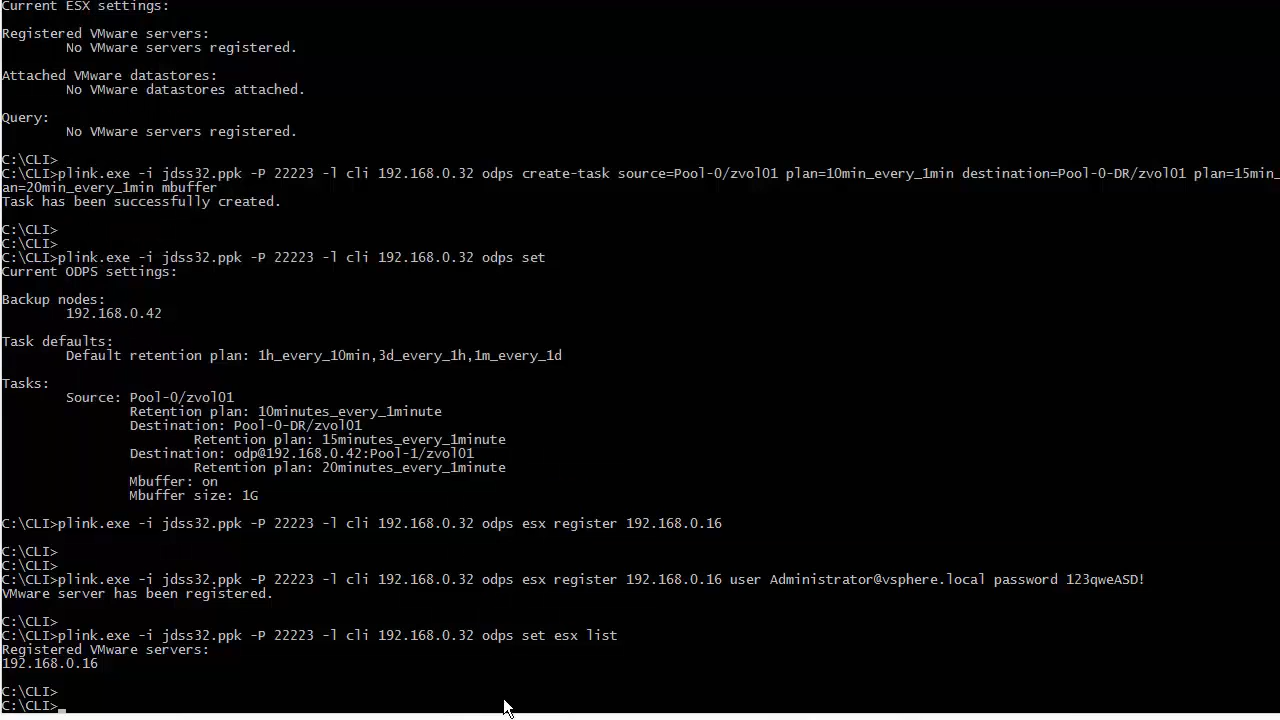 Current ESX settings:
Registered VMware servers:
No VMware servers registered.
Attached VMware datastores:
No VMware datastores attached.
Query:
No VMware servers registered.
C:\CLI>
C:\CLI>plink.exe -i jdss32.ppk -P 22223 -l cli 192.168.0.32 odps create-task source=Pool-0/zvol01 plan=10min_every_1min destination=Pool-0-DR/zvol01 plan=15min_
an=20min_every_1min mbuffer
Task has been successfully created.
C:\CLI>
C:\CLI>
C:\CLI>plink.exe -i jdss32.ppk -P 22223 -l cli 192.168.0.32 odps set
Current ODPS settings:
Backup nodes:
192.168.0.42
Task defaults:
Default retention plan: 1h_every_10min,3d_every_1h,1m_every_1d
Tasks:
Source: Pool-0/zvol01
Retention plan: 10minutes_every_1minute
Destination: Pool-0-DR/zvol01
Retention plan: 15minutes_every_1minute
Destination: odp@192.168.0.42:Pool-1/zvol01
Retention plan: 20minutes_every_1minute
Mbuffer: on
Mbuffer size: 1G
C:\CLI>plink.exe -i jdss32.ppk -P 22223 -l cli 192.168.0.32 odps esx register 192.168.0.16
C:\CLI>
C:\CLI>
C:\CLI>plink.exe -i jdss32.ppk -P 22223 -l cli 192.168.0.32 odps esx register 192.168.0.16 user Administrator@vsphere.local password 123qweASD!
VMware server has been registered.
C:\CLI>
C:\CLI>plink.exe -i jdss32.ppk -P 22223 -l cli 192.168.0.32 odps set esx list
Registered VMware servers:
192.168.0.16
C:\CLI>
C:\CLI>